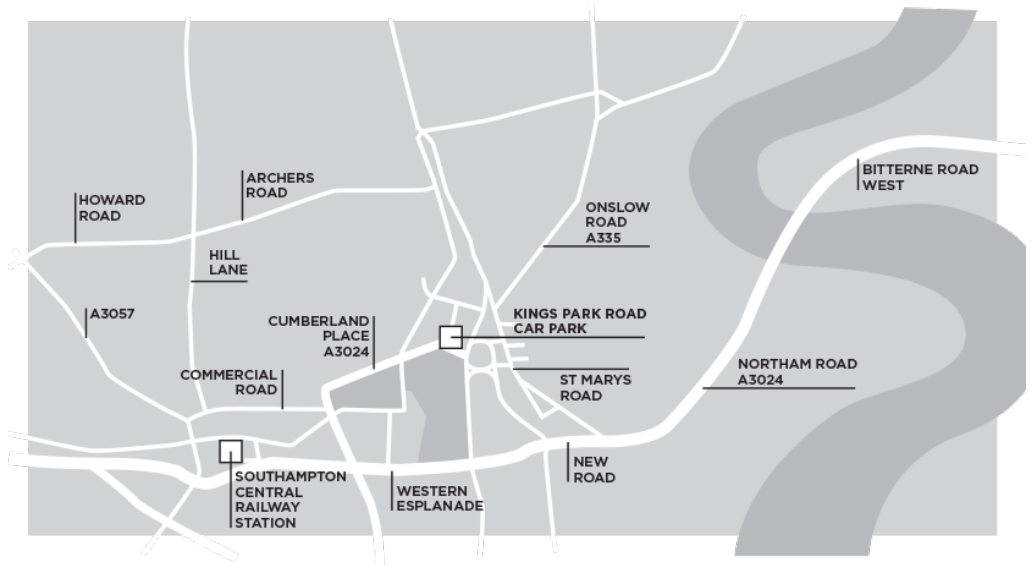 BITTERNE ROAD
WEST
ARCHERS
ROAD
HOWARD
ROAD
ONSLOW
ROAD
A335
HILL
LANE
A3057
CUMBERLAND
PLACE
A3024
KINGS PARK ROAD
CAR PARK
COMMERCIAL
ROAD
ST MARYS
ROAD
NORTHAM ROAD
A3024
SOUTHAMPTON
CENTRAL
RAILWAY
STATION
WESTERN
ESPLANADE
NEW
ROAD